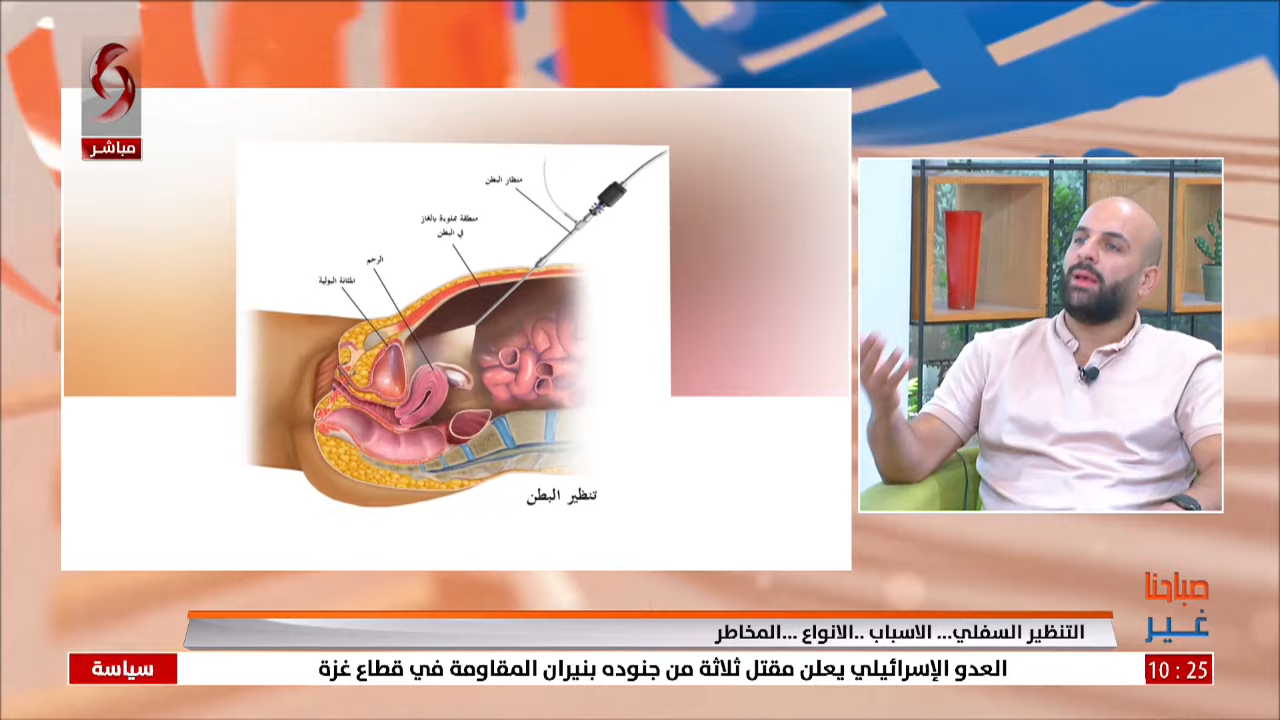 مباشر
منظار البطن
منطقة مملوءة بالغاز
في البطن
الرحم
المثانة البولية
تنظير البطن
صباحنا
غير
التنظير السفلي... الاسباب ..الانواع ...المخاطر
سياسة
العدو الإسرائيلي يعلن مقتل ثلاثة من جنوده بنيران المقاومة في قطاع غزة
10 : 25